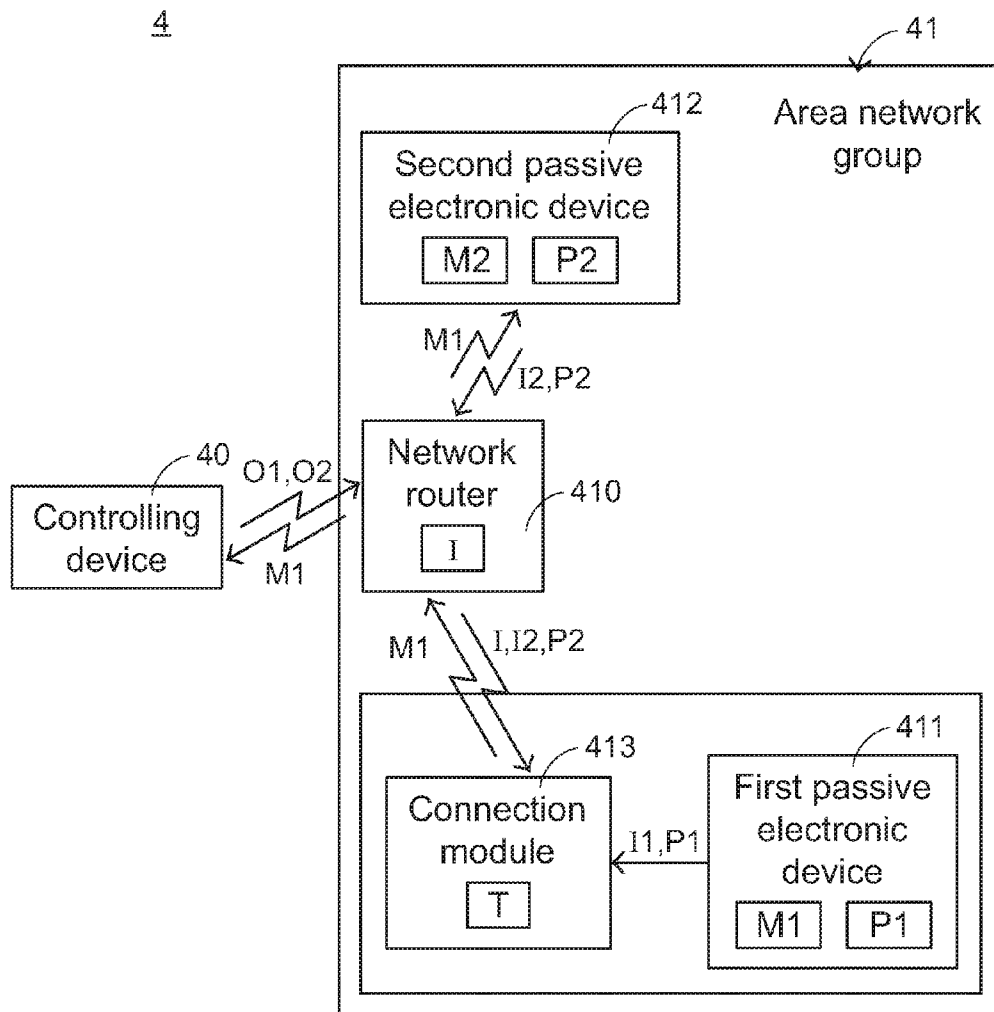 4
41
Area network
group
412
Second passive
electronic device
M2 P2
M1
I2,P2
40
O1,O2
Controlling
device
M1
Network
router
410
I
M1
I,I2,P2
413
Connection
module
T
I1,P1
411
First passive
electronic
device
M1 P1